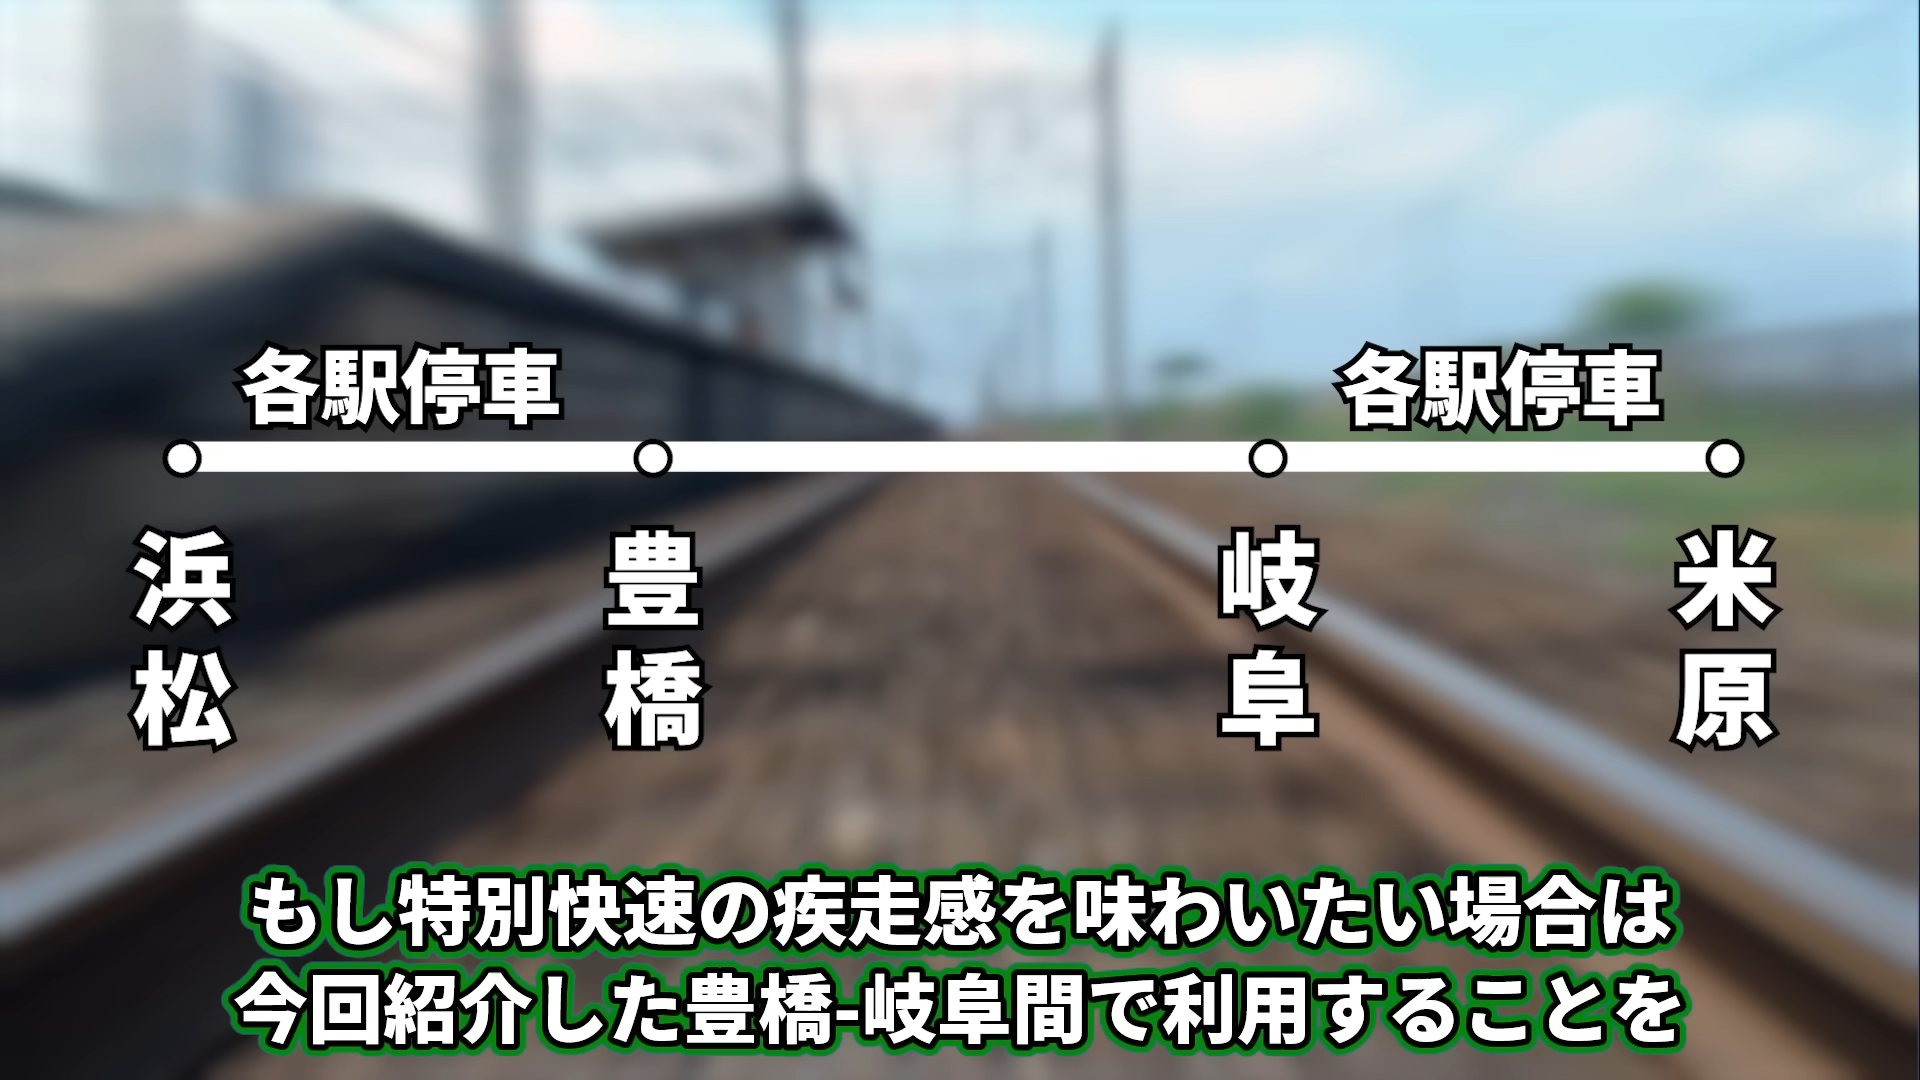 各駅停車
各駅停車
浜松
豊橋
岐阜
米原
もし特別快速の疾走感を味わいたい場合は
今回紹介した豊橋-岐阜間で利用することを